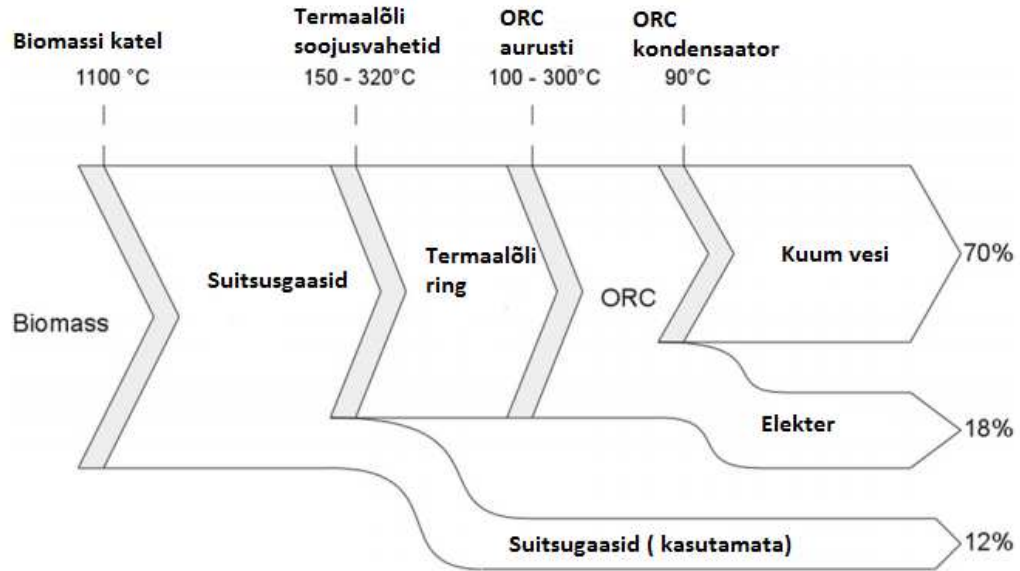 Biomassi katel
1100 °C
Termaalõli
soojusvahetid
150 - 320°C
ORC
aurusti
100 - 300°C
ORC
kondensaator
90°C
Biomass
Suitsusgaasid
Termaalõli
ring
ORC
Kuum vesi
70%
Elekter
18%
Suitsugaasid ( kasutamata)
12%